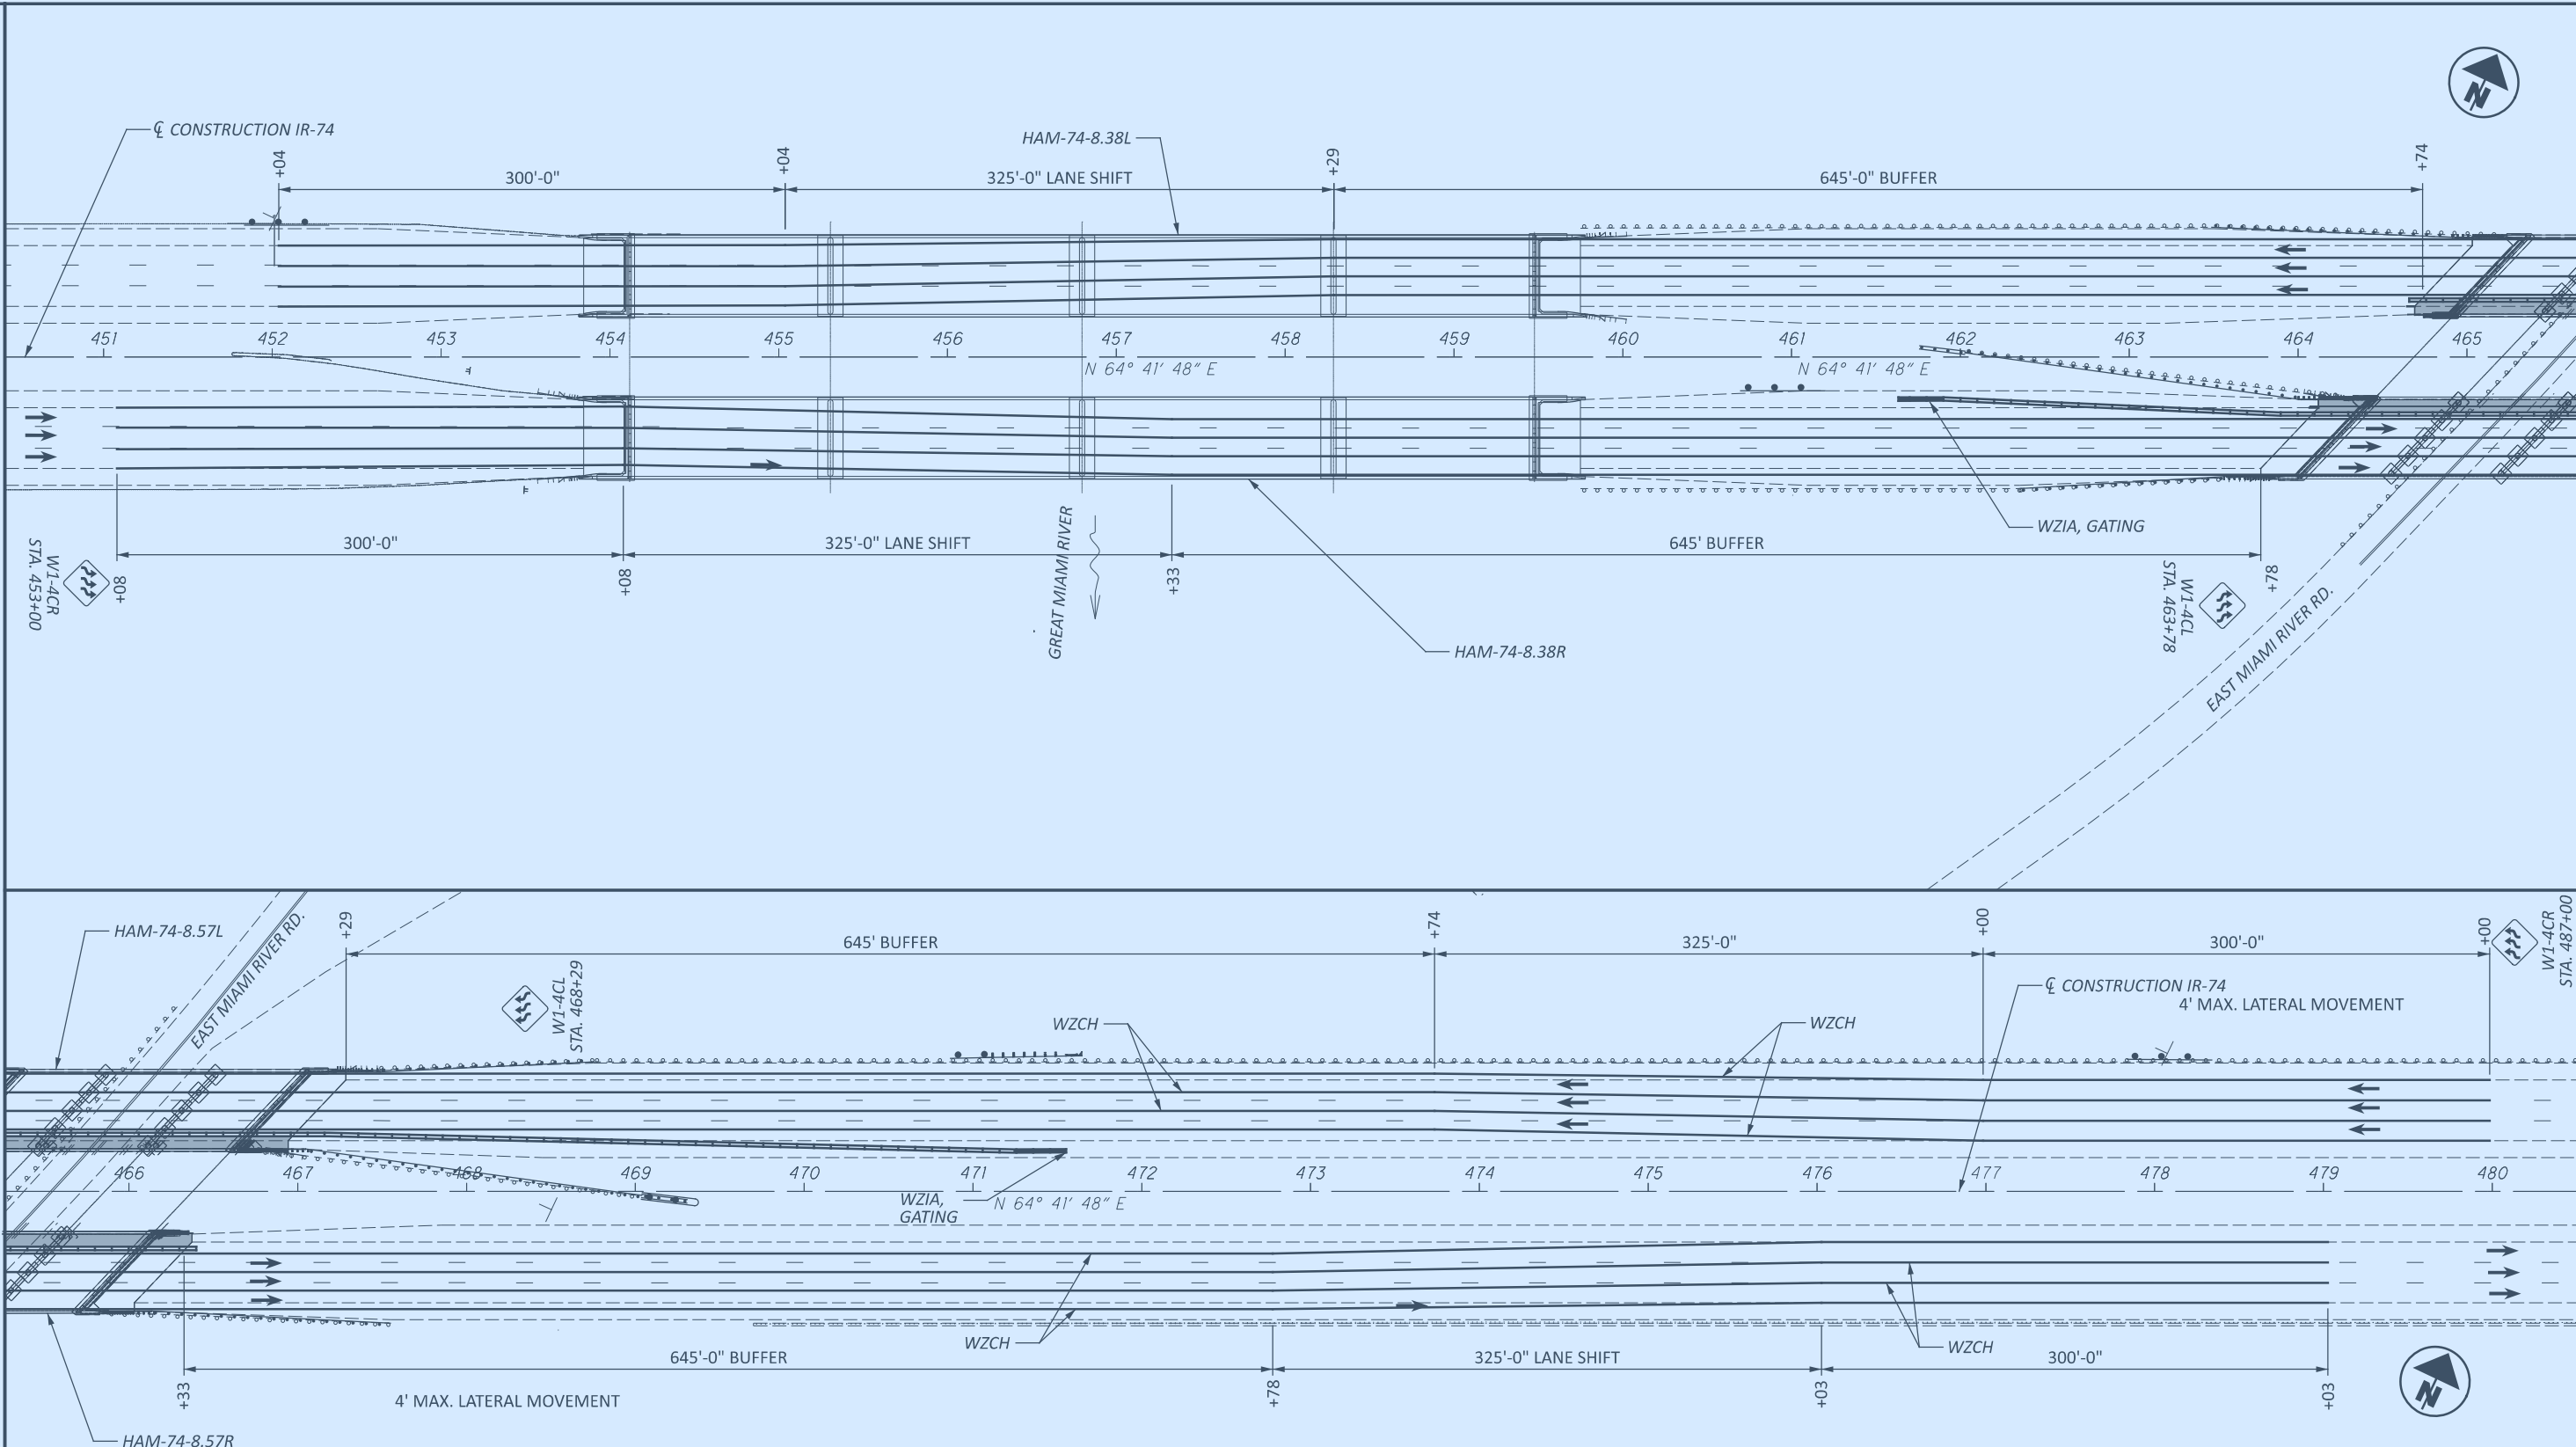 N
℄ CONSTRUCTION IR-74
HAM-74-8.38L
+04
+04
+29
+74
300'-0"
325'-0" LANE SHIFT
645'-0" BUFFER
451 452 453 454 455 456 457 458 459 460 461 462 463 464 465
N 64° 41' 48" E
N 64° 41' 48" E
WZIA, GATING
300'-0"
325'-0" LANE SHIFT
645' BUFFER
+08
+08
+33
+78
W1-4CR
STA. 453+00
GREAT MIAMI RIVER
W1-4CL
STA. 463+78
EAST MIAMI RIVER RD.
HAM-74-8.38R
HAM-74-8.57L
EAST MIAMI RIVER RD.
+29
+74
+00
+00
645' BUFFER
325'-0"
300'-0"
W1-4CR
STA. 487+00
W1-4CL
STA. 468+29
℄ CONSTRUCTION IR-74
4' MAX. LATERAL MOVEMENT
WZCH
WZCH
466 467 468 469 470 471 472 473 474 475 476 477 478 479 480
WZIA,
GATING
N 64° 41' 48" E
WZCH
WZCH
645'-0" BUFFER
325'-0" LANE SHIFT
300'-0"
+33
+78
+03
+03
4' MAX. LATERAL MOVEMENT
HAM-74-8.57R
N